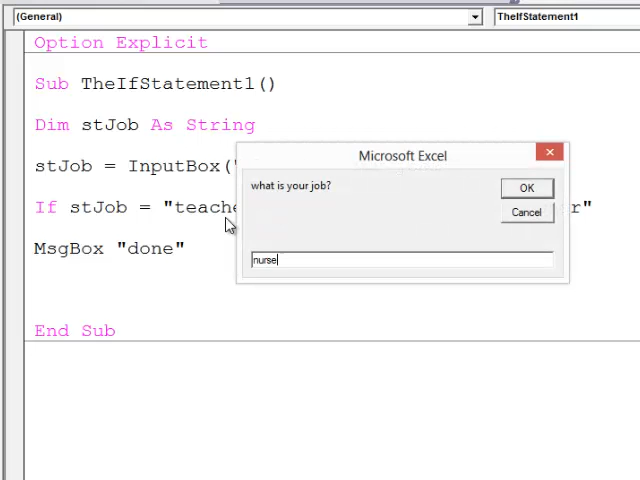 (General) TheIfStatement1
Option Explicit
Sub TheIfStatement1()
Dim stJob As String
Microsoft Excel
stJob = InputBox("
what is your job?
OK
If stJob = "teache r"
Cancel
MsgBox "done"
nurse
End Sub